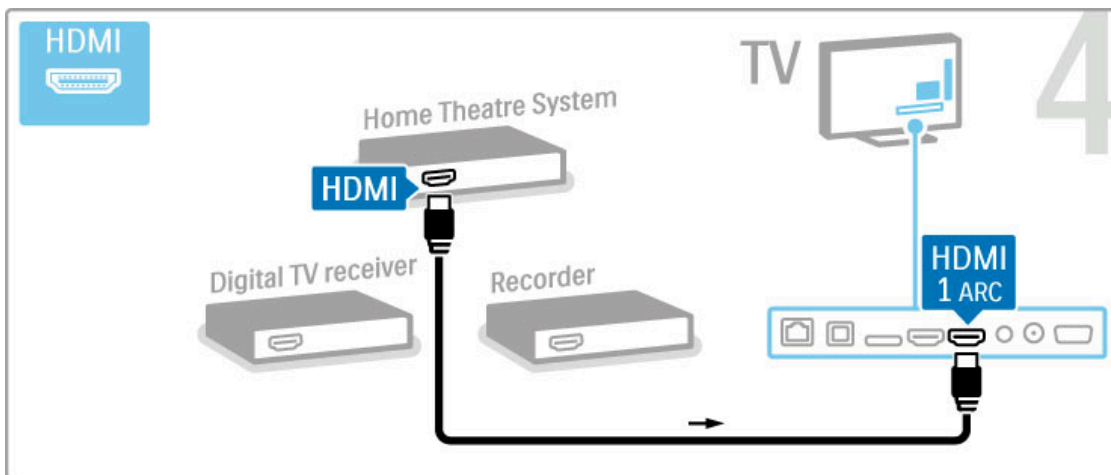 HDMI
TV
4
Home Theatre System
HDMI
Digital TV receiver
Recorder
HDMI
1 ARC